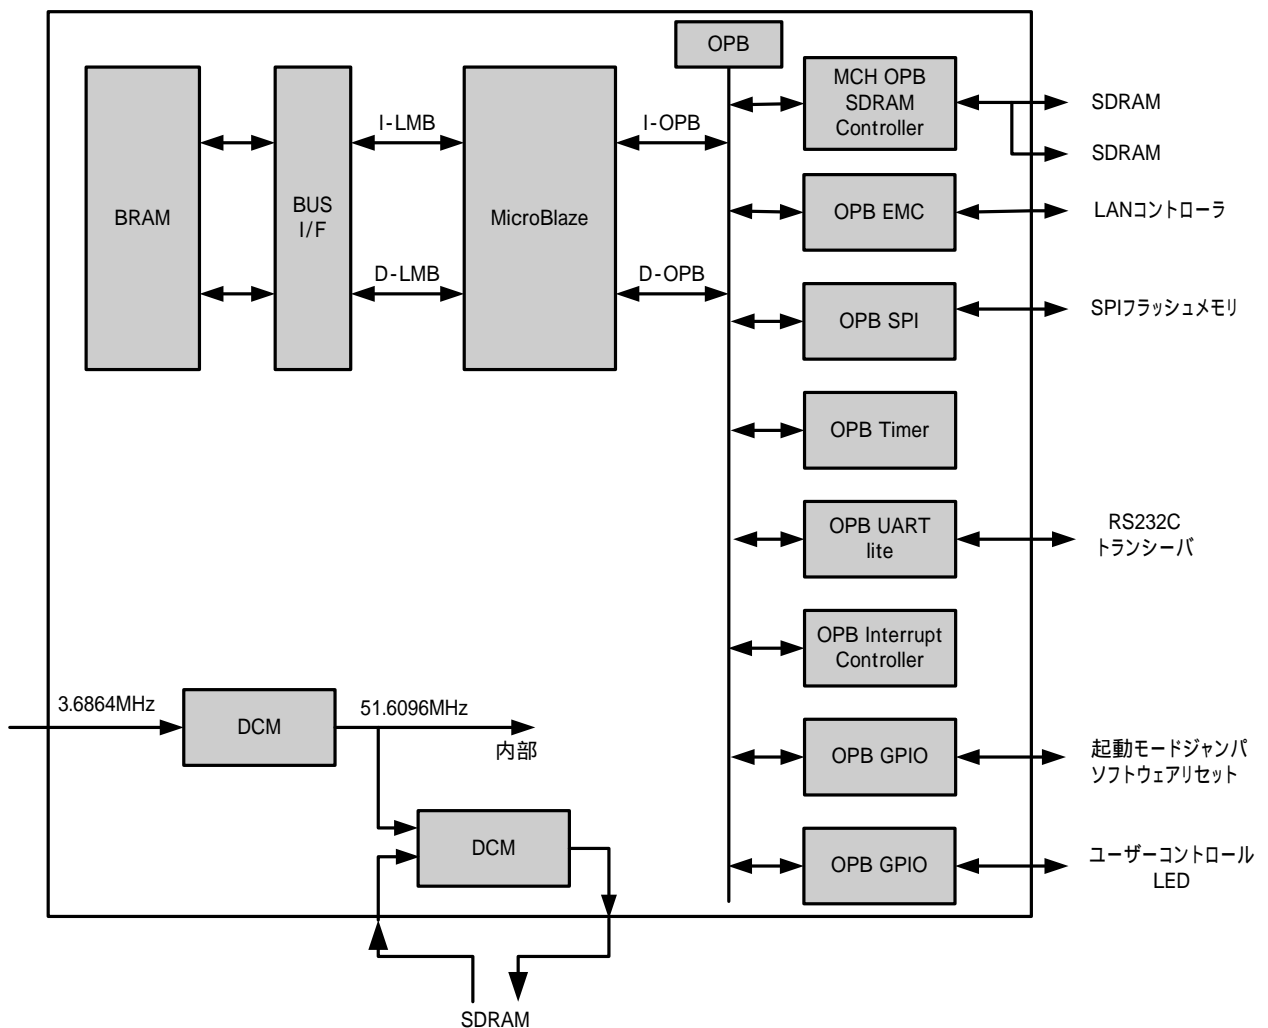 OPB
MCH OPB
SDRAM
Controller
SDRAM
SDRAM
I-LMB
I-OPB
BRAM
BUS
I/F
MicroBlaze
OPB EMC
LANコントローラ
D-LMB
D-OPB
OPB SPI
SPIフラッシュメモリ
OPB Timer
OPB UART
lite
RS232C
トランシーバ
OPB Interrupt
Controller
3.6864MHz
DCM
51.6096MHz
内部
OPB GPIO
起動モードジャンパ
ソフトウェアリセット
DCM
OPB GPIO
ユーザーコントロール
LED
SDRAM